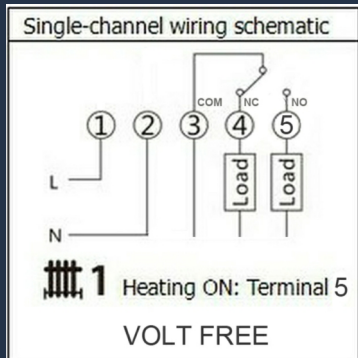 Single-channel wiring schematic
COM NC NO
1 2 3 4 5
L
Load Load
N
1 Heating ON: Terminal 5
VOLT FREE